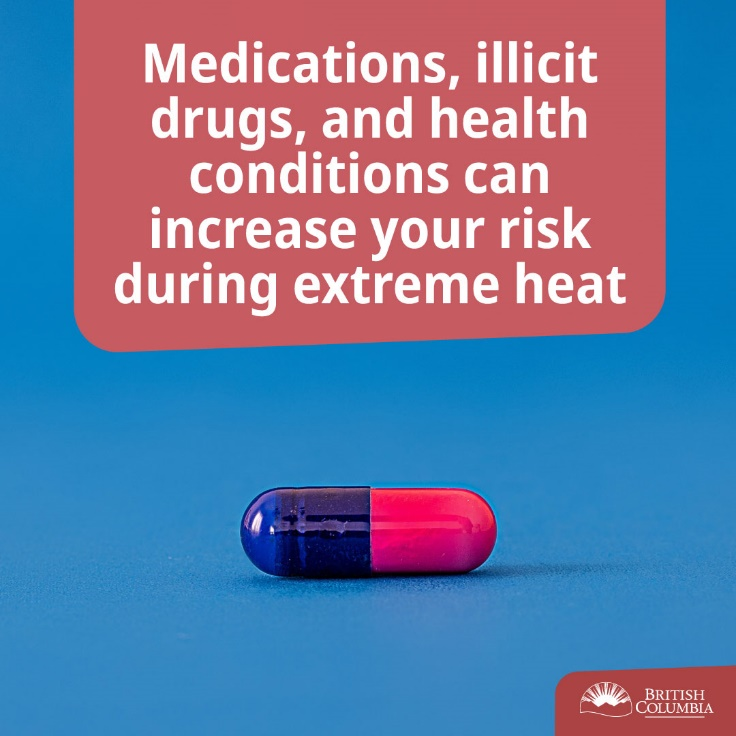 Medications, illicit
drugs, and health
conditions can
increase your risk
during extreme heat
BRITISH
COLUMBIA